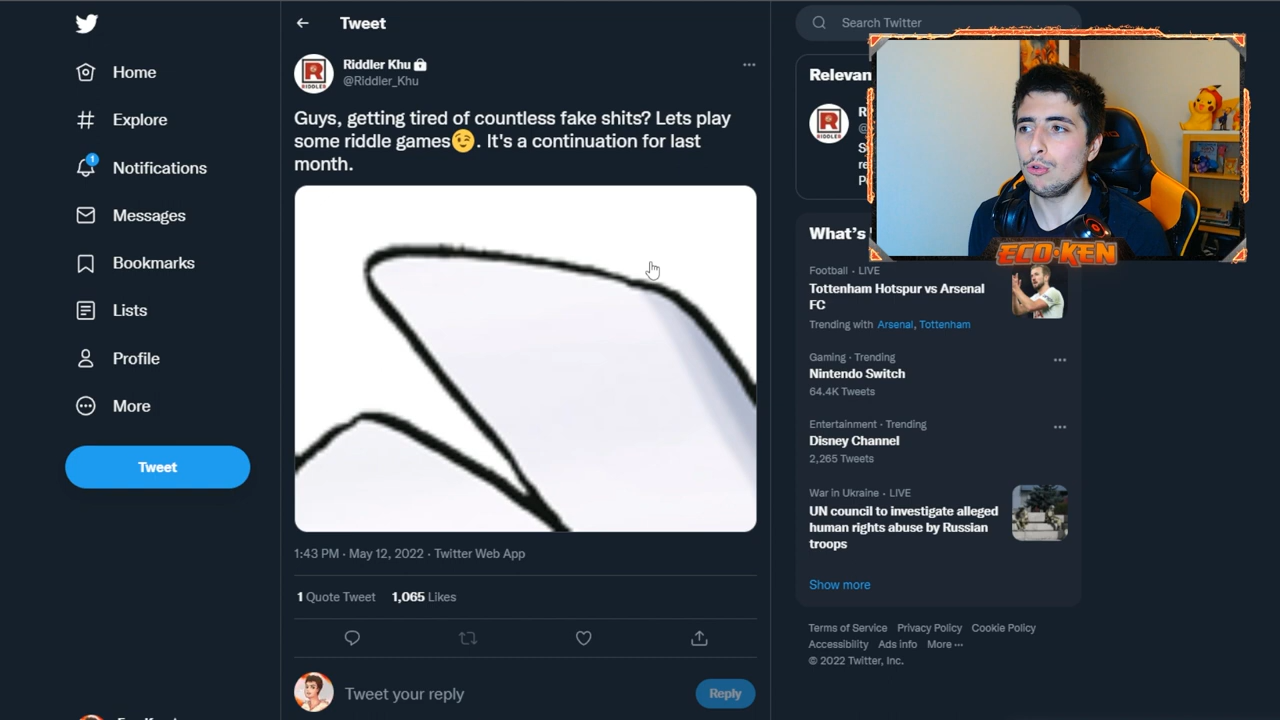 Home
Explore
1
Notifications
Messages
Bookmarks
Lists
Profile
More
Tweet
Tweet
Riddler Khu
@Riddler_Khu
Guys, getting tired of countless fake shits? Lets play
some riddle games😉. It's a continuation for last
month.
1:43 PM · May 12, 2022 · Twitter Web App
1 Quote Tweet 1,065 Likes
Tweet your reply
Reply
Search Twitter
Relevan
RIDDLER
ECO·KEN
What's
Football · LIVE
Tottenham Hotspur vs Arsenal
FC
Trending with Arsenal, Tottenham
Gaming · Trending
Nintendo Switch
64.4K Tweets
Entertainment · Trending
Disney Channel
2,265 Tweets
War in Ukraine · LIVE
UN council to investigate alleged
human rights abuse by Russian
troops
Show more
Terms of Service Privacy Policy Cookie Policy
Accessibility Ads info More ···
© 2022 Twitter, Inc.